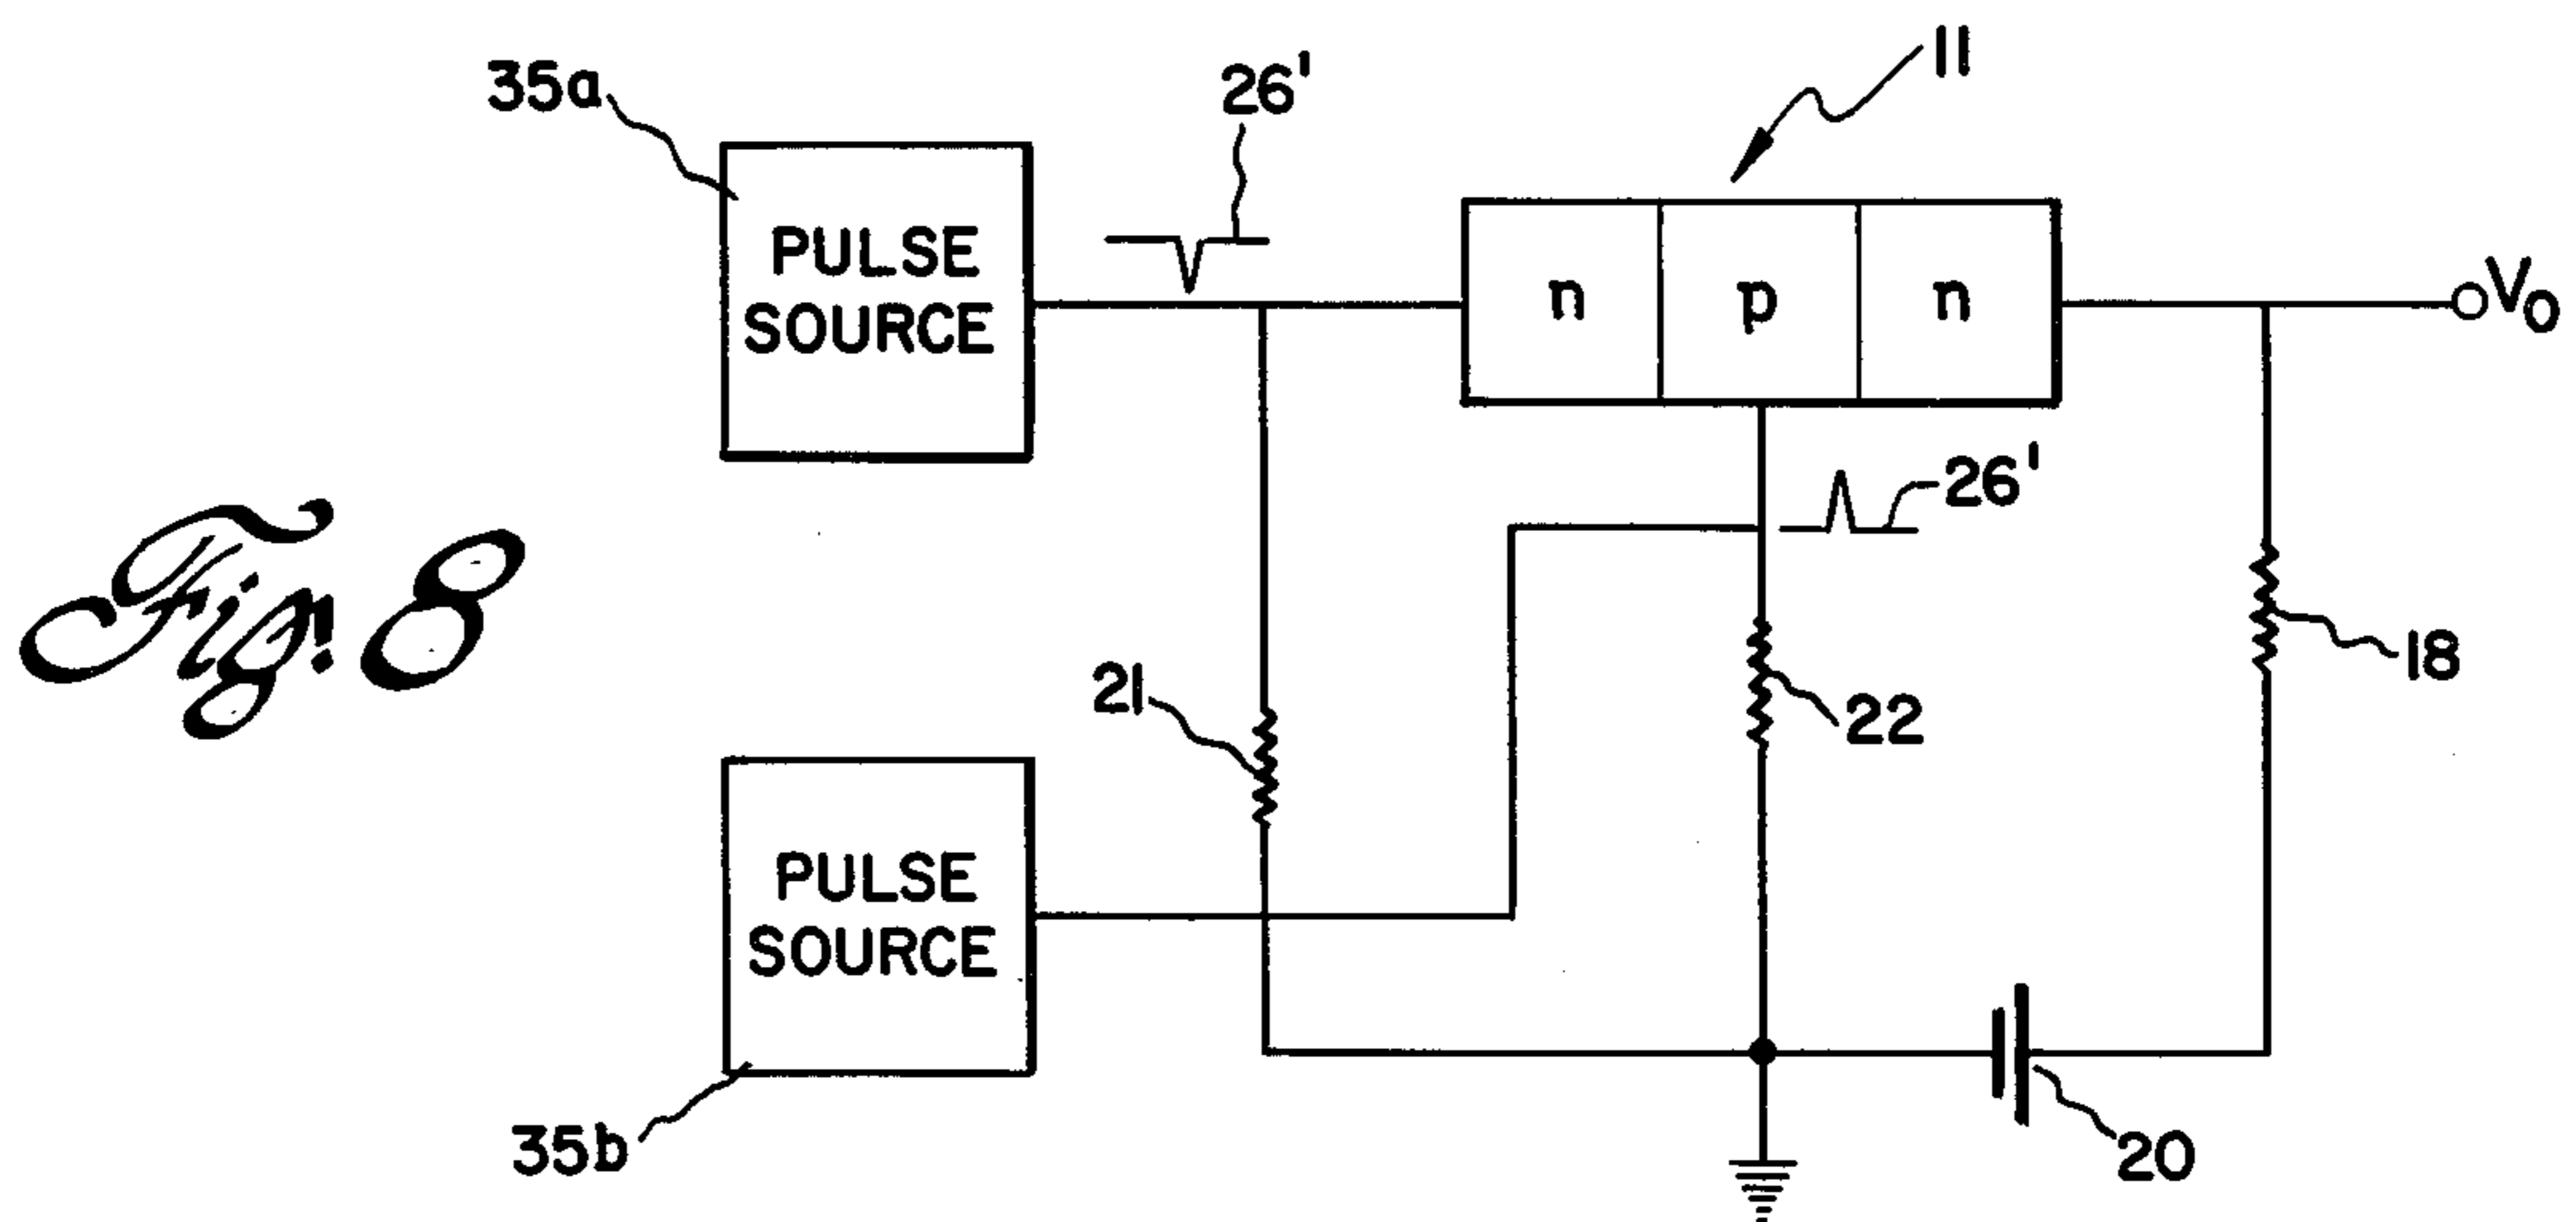 11
35a
26'
PULSE
SOURCE
n p n
V0
26'
Fig. 8
21
22
18
PULSE
SOURCE
35b
20